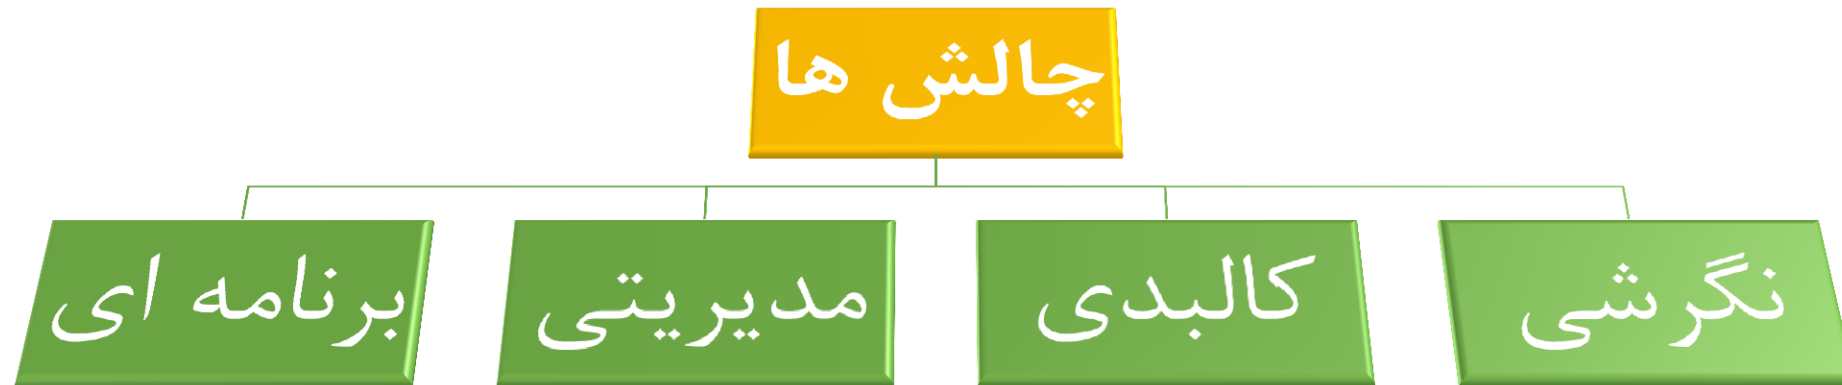 چالش ها
نگرشی
کالبدی
مدیریتی
برنامه ای